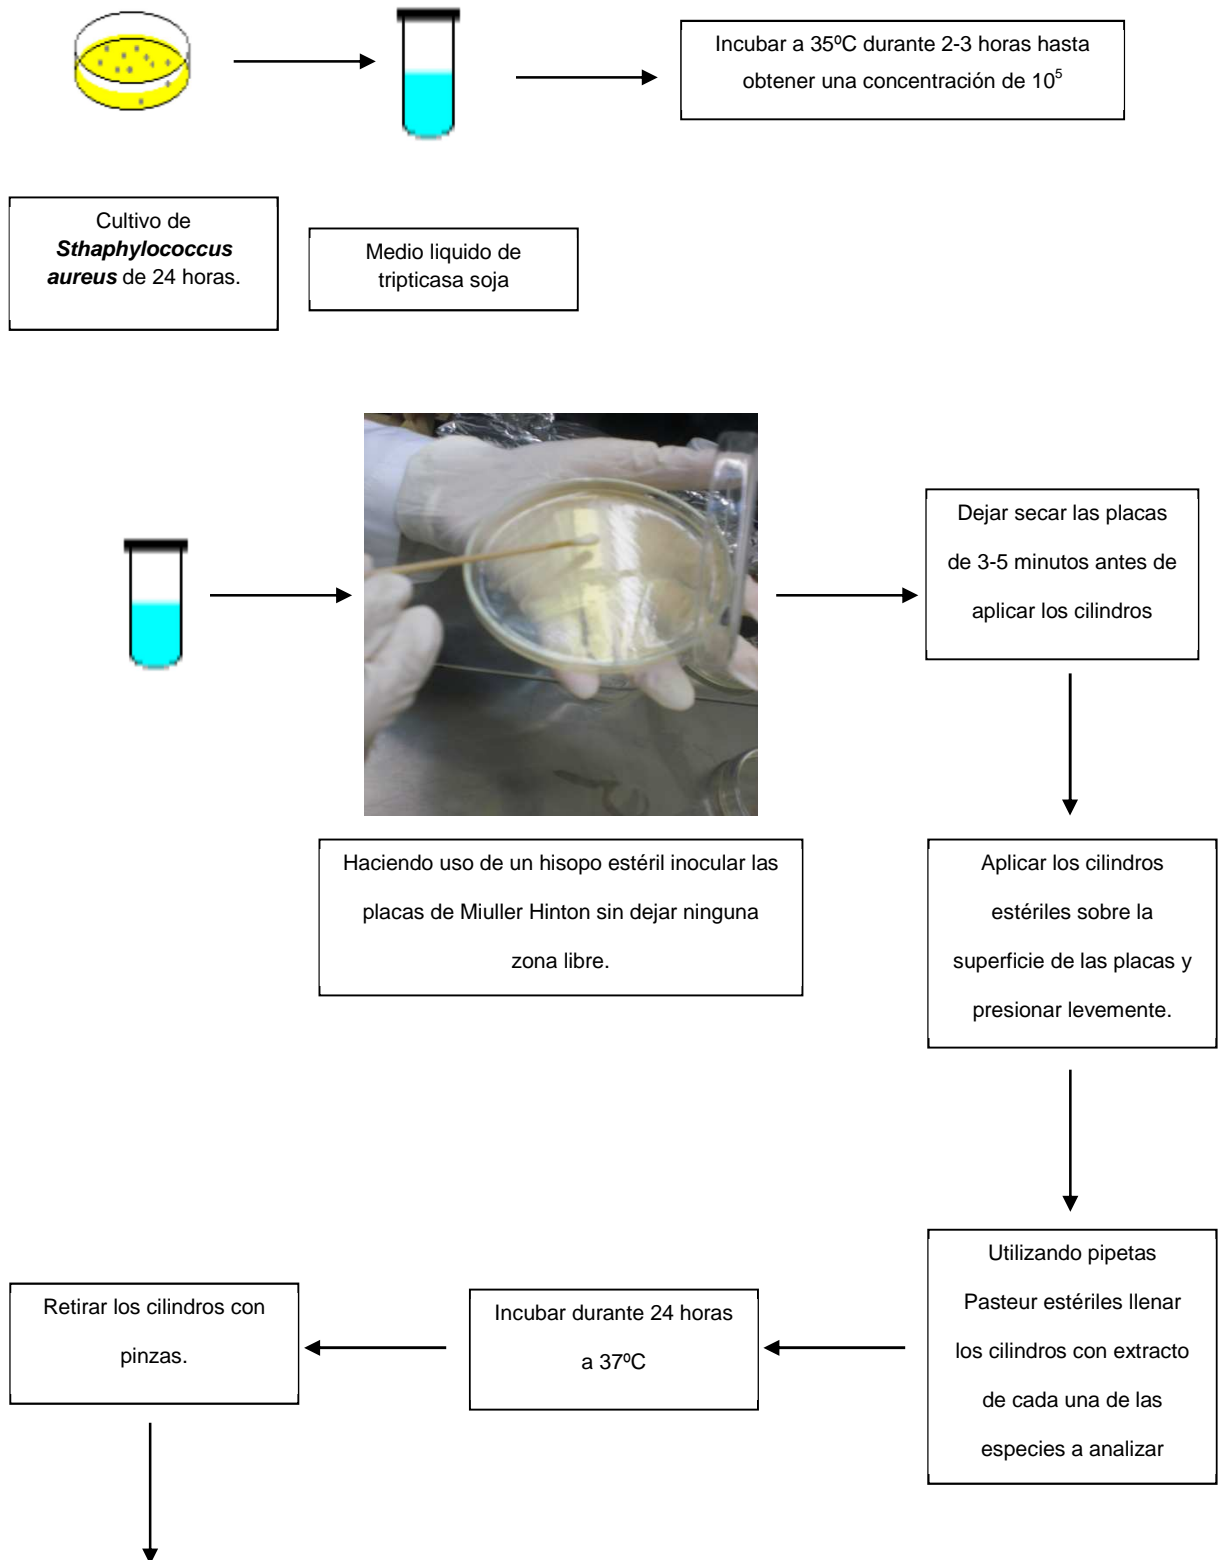 Incubar a 35ºC durante 2-3 horas hasta
obtener una concentración de 10⁵
Cultivo de
Sthaphylococcus
aureus de 24 horas.
Medio liquido de
tripticasa soja
Haciendo uso de un hisopo estéril inocular las
placas de Miuller Hinton sin dejar ninguna
zona libre.
Dejar secar las placas
de 3-5 minutos antes de
aplicar los cilindros
Aplicar los cilindros
estériles sobre la
superficie de las placas y
presionar levemente.
Utilizando pipetas
Pasteur estériles llenar
los cilindros con extracto
de cada una de las
especies a analizar
Incubar durante 24 horas
a 37ºC
Retirar los cilindros con
pinzas.